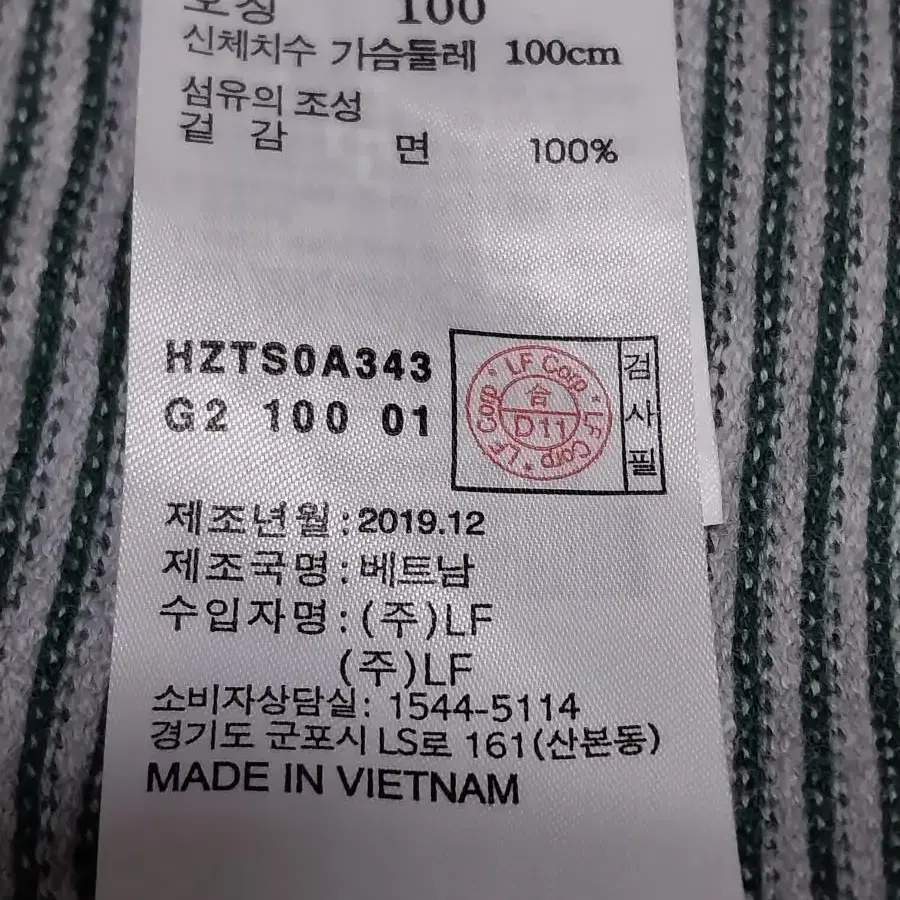 호칭 100
신체치수 가슴둘레 100cm
섬유의 조성
겉 감 면 100%
HZTS0A343
G2 100 01
LF Corp * LF Corp * LF Corp *
合
D11
검사필
제조년월:2019.12
제조국명:베트남
수입자명:(주)LF
(주)LF
소비자상담실: 1544-5114
경기도 군포시 LS로 161(산본동)
MADE IN VIETNAM